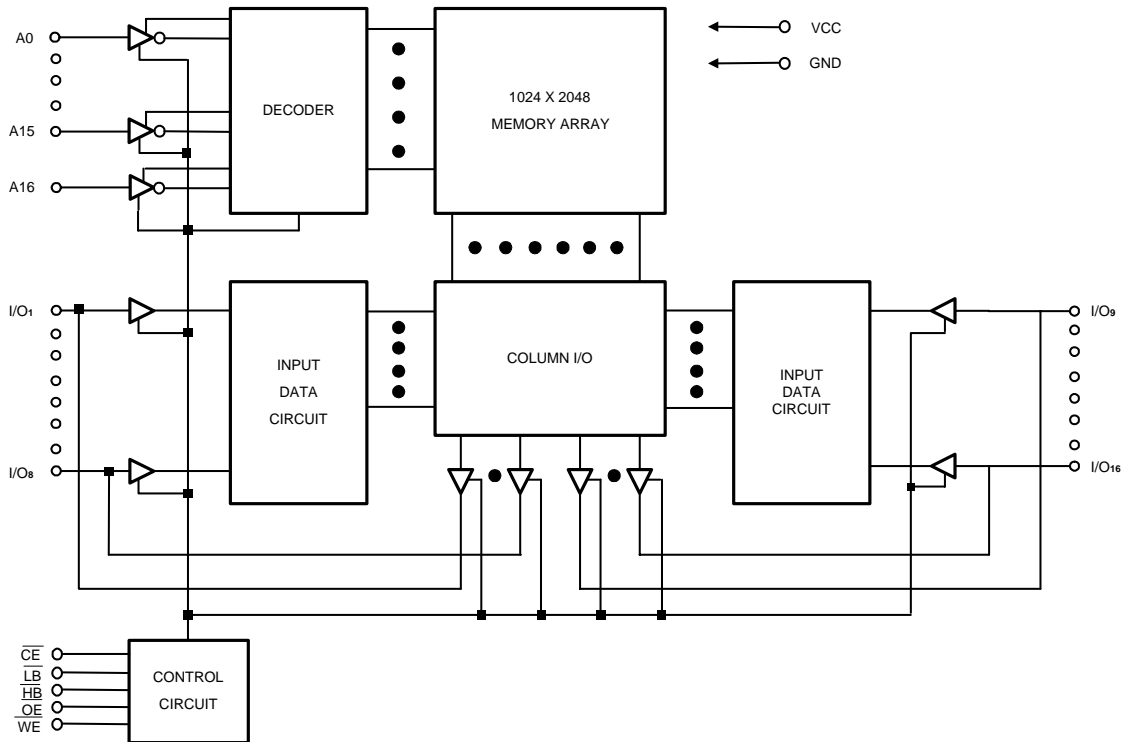 A0
A15
A16
DECODER
1024 X 2048
MEMORY ARRAY
VCC
GND
I/O1
I/O8
INPUT
DATA
CIRCUIT
COLUMN I/O
INPUT
DATA
CIRCUIT
I/O9
I/O16
CE
LB
HB
OE
WE
CONTROL
CIRCUIT